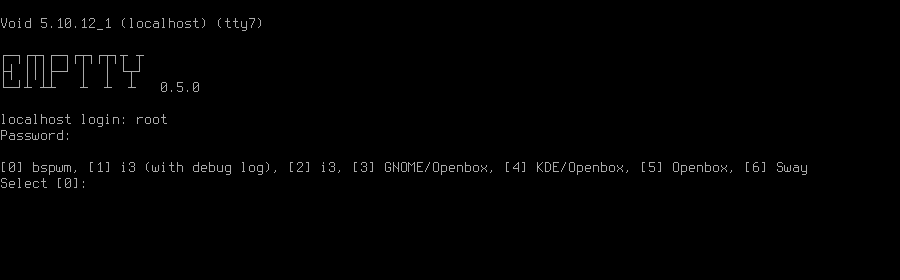 Void 5.10.12_1 (localhost) (tty7)
EMPTTY 0.5.0
localhost login: root
Password:
[0] bspwm, [1] i3 (with debug log), [2] i3, [3] GNOME/Openbox, [4] KDE/Openbox, [5] Openbox, [6] Sway
Select [0]: